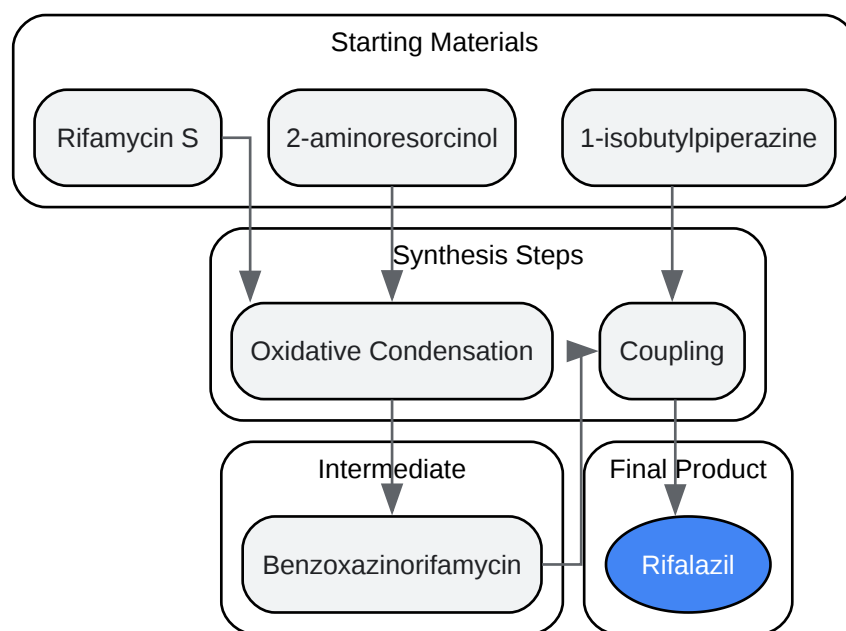 Starting Materials
Rifamycin S
2-aminoresorcinol
1-isobutylpiperazine
Synthesis Steps
Oxidative Condensation
Coupling
Intermediate
Final Product
Benzoxazinorifamycin
Rifalazil